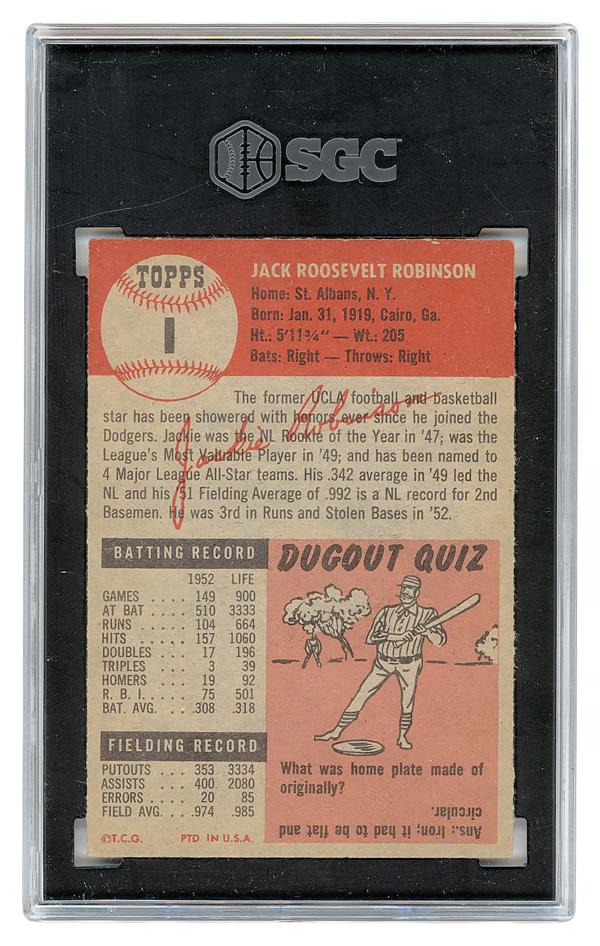 SGC
TOPPS
1
JACK ROOSEVELT ROBINSON
Home: St. Albans, N. Y.
Born: Jan. 31, 1919, Cairo, Ga.
Ht.: 5'11¾" — Wt.: 205
Bats: Right — Throws: Right
The former UCLA football and basketball
star has been showered with honors ever since he joined the
Dodgers. Jackie was the NL Rookie of the Year in '47; was the
League's Most Valuable Player in '49; and has been named to
4 Major League All-Star teams. His .342 average in '49 led the
NL and his '51 Fielding Average of .992 is a NL record for 2nd
Basemen. He was 3rd in Runs and Stolen Bases in '52.
Jackie Robinson
BATTING RECORD
1952 LIFE
GAMES . . . . 149 900
AT BAT . . . . 510 3333
RUNS . . . . . 104 664
HITS . . . . . 157 1060
DOUBLES . . . 17 196
TRIPLES . . . 3 39
HOMERS . . . 19 92
R. B. I. . . . . . 75 501
BAT. AVG. . . . .308 .318
FIELDING RECORD
PUTOUTS . . . 353 3334
ASSISTS . . . 400 2080
ERRORS . . . . 20 85
FIELD AVG. . . .974 .985
©T.C.G. PTD IN U.S.A.
DUGOUT QUIZ
What was home plate made of
originally?
Ans.: Iron; it had to be flat and
circular.